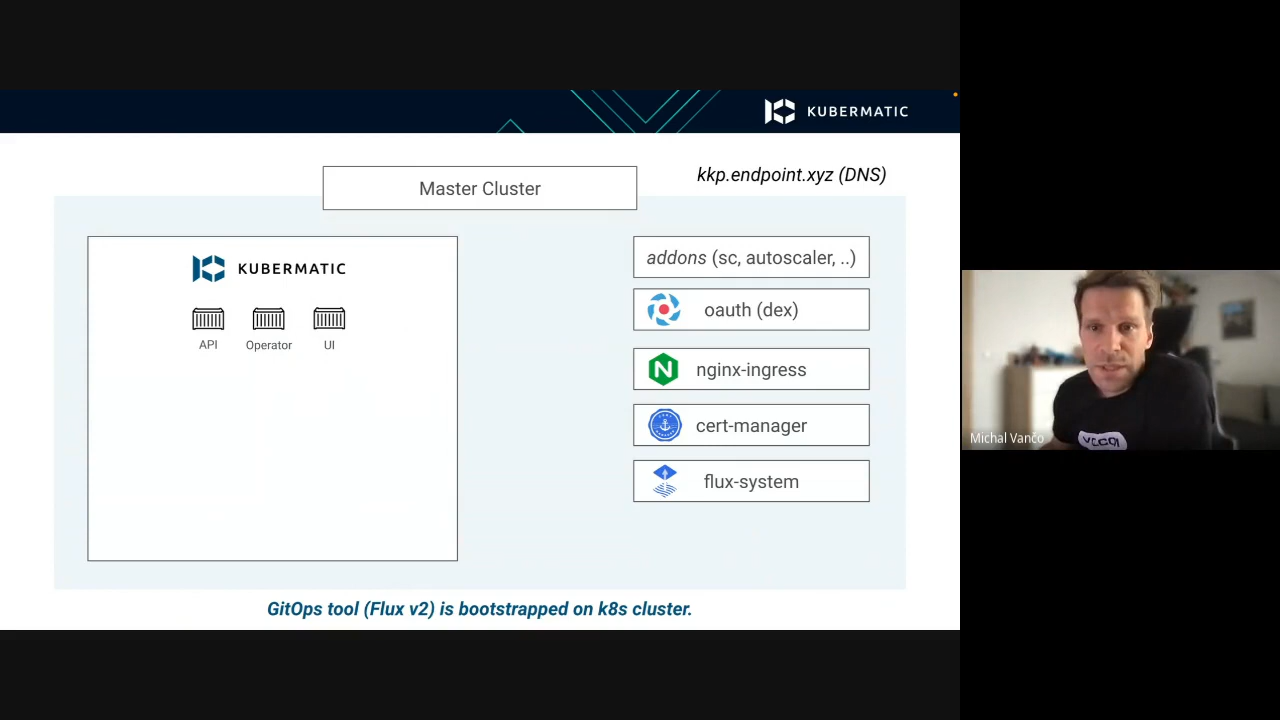 KUBERMATIC
Master Cluster
kkp.endpoint.xyz (DNS)
KUBERMATIC
API
Operator
UI
addons (sc, autoscaler, ..)
oauth (dex)
nginx-ingress
cert-manager
flux-system
GitOps tool (Flux v2) is bootstrapped on k8s cluster.
Michal Vančo